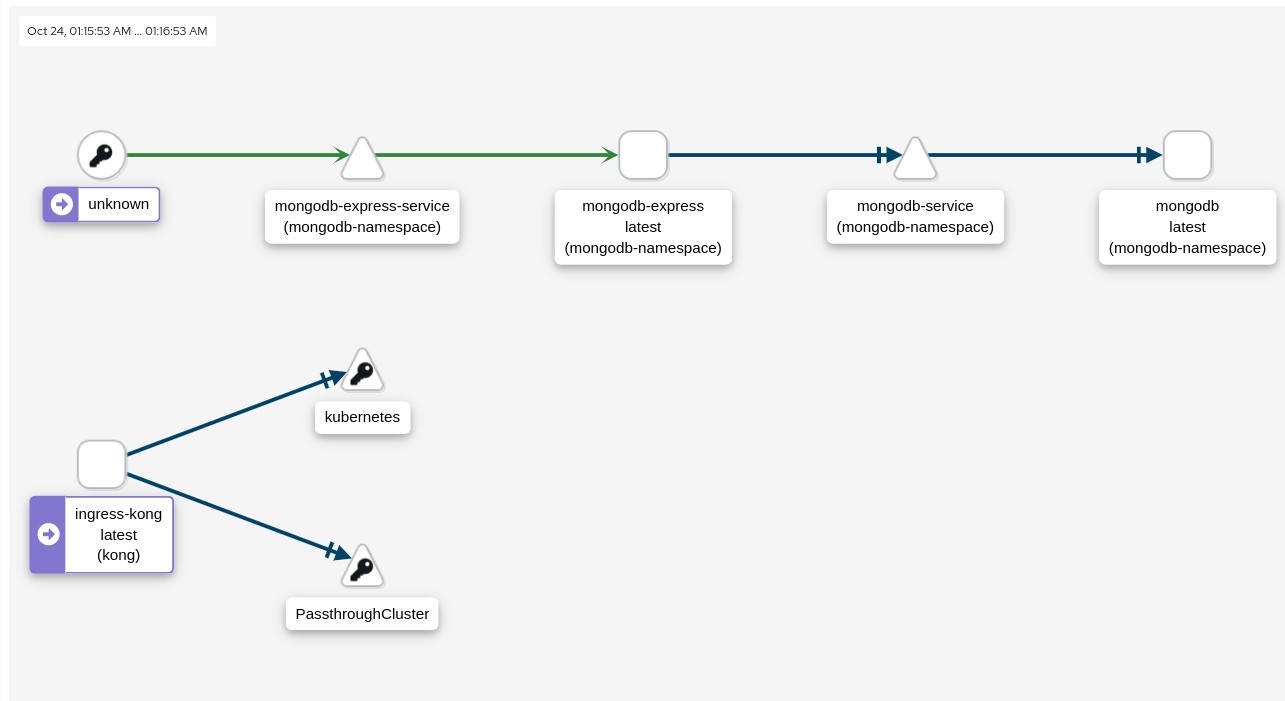 Oct 24, 01:15:53 AM ... 01:16:53 AM
unknown
mongodb-express-service
(mongodb-namespace)
mongodb-express
latest
(mongodb-namespace)
mongodb-service
(mongodb-namespace)
mongodb
latest
(mongodb-namespace)
kubernetes
ingress-kong
latest
(kong)
PassthroughCluster